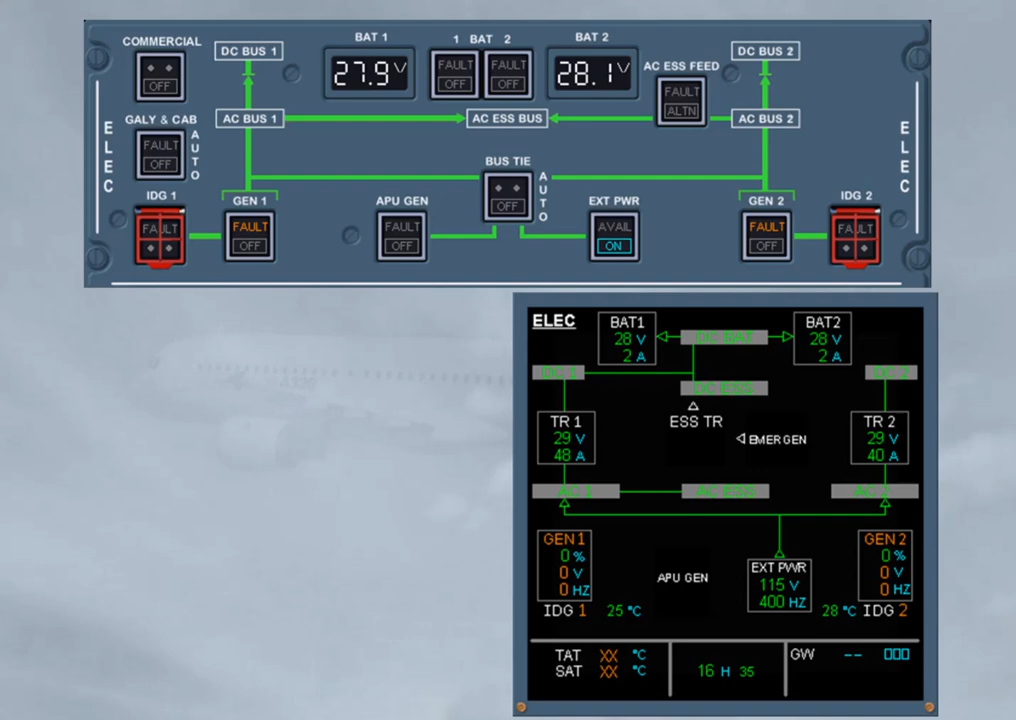 COMMERCIAL
OFF
DC BUS 1
BAT 1
27.9 V
1 BAT 2
FAULT
OFF
FAULT
OFF
BAT 2
28.1 V
DC BUS 2
AC ESS FEED
FAULT
ALTN
AC BUS 1
AC ESS BUS
AC BUS 2
GALY & CAB
FAULT
OFF
AUTO
ELEC
ELEC
BUS TIE
OFF
AUTO
IDG 1
FAULT
GEN 1
FAULT
OFF
APU GEN
FAULT
OFF
EXT PWR
AVAIL
ON
GEN 2
FAULT
OFF
IDG 2
FAULT
ELEC
BAT1
28 V
2 A
DC BAT
BAT2
28 V
2 A
DC 1
DC ESS
DC 2
TR 1
29 V
48 A
ESS TR
EMER GEN
TR 2
29 V
40 A
AC 1
AC ESS
AC 2
GEN 1
0 %
0 V
0 HZ
IDG 1
25 °C
APU GEN
EXT PWR
115 V
400 HZ
GEN 2
0 %
0 V
0 HZ
28 °C IDG 2
TAT XX °C
SAT XX °C
16 H 35
GW --